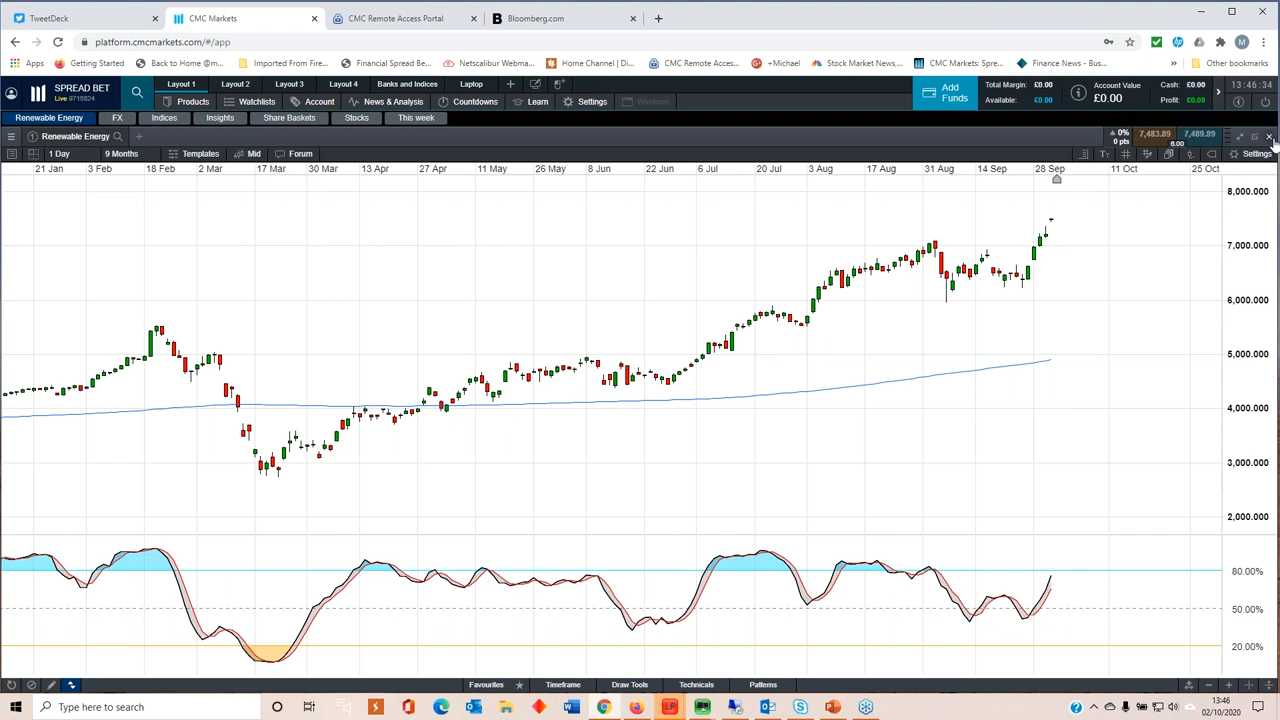 TweetDeck CMC Markets CMC Remote Access Portal Bloomberg.com
platform.cmcmarkets.com/#/app
Apps Getting Started Back to Home @m... Imported From Fire... Financial Spread Be... Netscalibur Webma... Home Channel | Di... CMC Remote Acces... +Michael Stock Market News,... CMC Markets: Spre... Finance News - Bus... » Other bookmarks
SPREAD BET
Live 9715824
Layout 1 Layout 2 Layout 3 Layout 4 Banks and Indices Laptop
Products Watchlists Account News & Analysis Countdowns Learn Settings Windows
Add Funds
Total Margin: £0.00
Available: £0.00
Account Value
£0.00
Cash: £0.00
Profit: £0.00
13:46:34
Renewable Energy FX Indices Insights Share Baskets Stocks This week
1 Renewable Energy
0%
0 pts
7,483.89 7,489.89
6.00
1 Day 9 Months Templates Mid Forum Settings
21 Jan 3 Feb 18 Feb 2 Mar 17 Mar 30 Mar 13 Apr 27 Apr 11 May 26 May 8 Jun 22 Jun 6 Jul 20 Jul 3 Aug 17 Aug 31 Aug 14 Sep 28 Sep 11 Oct 25 Oct
8,000.000
7,000.000
6,000.000
5,000.000
4,000.000
3,000.000
2,000.000
80.00%
50.00%
20.00%
Favourites Timeframe Draw Tools Technicals Patterns
Type here to search
13:46
02/10/2020